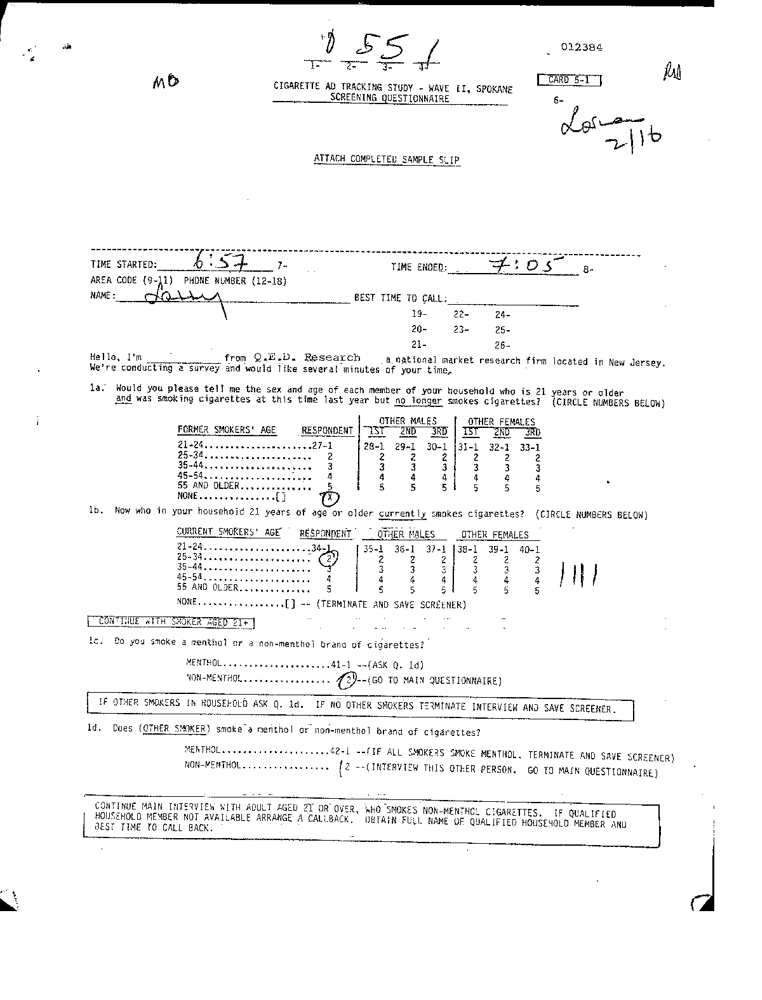 551
1- 2- 3- 4-
012384
MD
CARD 5-1
CIGARETTE AD TRACKING STUDY - WAVE II, SPOKANE
SCREENING QUESTIONNAIRE
6-
2/16
ATTACH COMPLETED SAMPLE SLIP
TIME STARTED: 6:57 7- TIME ENDED: 7:05 8-
AREA CODE (9-11) PHONE NUMBER (12-18)
NAME: Larry BEST TIME TO CALL:
19- 22- 24-
20- 23- 25-
21- 26-
Hello, I'm ________ from Q.E.D. Research a national market research firm located in New Jersey.
We're conducting a survey and would like several minutes of your time.
1a. Would you please tell me the sex and age of each member of your household who is 21 years or older
and was smoking cigarettes at this time last year but no longer smokes cigarettes? (CIRCLE NUMBERS BELOW)
OTHER MALES OTHER FEMALES
FORMER SMOKERS' AGE RESPONDENT 1ST 2ND 3RD 1ST 2ND 3RD
21-24.....................27-1 28-1 29-1 30-1 31-1 32-1 33-1
25-34..................... 2 2 2 2 2 2 2
35-44..................... 3 3 3 3 3 3 3
45-54..................... 4 4 4 4 4 4 4
55 AND OLDER.............. 5 5 5 5 5 5 5
NONE...............[] X
1b. Now who in your household 21 years of age or older currently smokes cigarettes? (CIRCLE NUMBERS BELOW)
CURRENT SMOKERS' AGE RESPONDENT OTHER MALES OTHER FEMALES
21-24.....................34-1 35-1 36-1 37-1 38-1 39-1 40-1
25-34..................... 2 2 2 2 2 2 2
35-44..................... 3 3 3 3 3 3 3
45-54..................... 4 4 4 4 4 4 4
55 AND OLDER.............. 5 5 5 5 5 5 5
NONE.................[] -- (TERMINATE AND SAVE SCREENER)
CONTINUE WITH SMOKER AGED 21+
1c. Do you smoke a menthol or a non-menthol brand of cigarettes?
MENTHOL.....................41-1 --(ASK Q. 1d)
NON-MENTHOL................. 2 --(GO TO MAIN QUESTIONNAIRE)
IF OTHER SMOKERS IN HOUSEHOLD ASK Q. 1d. IF NO OTHER SMOKERS TERMINATE INTERVIEW AND SAVE SCREENER.
1d. Does (OTHER SMOKER) smoke a menthol or non-menthol brand of cigarettes?
MENTHOL.....................42-1 --(IF ALL SMOKERS SMOKE MENTHOL, TERMINATE AND SAVE SCREENER)
NON-MENTHOL................. 2 --(INTERVIEW THIS OTHER PERSON. GO TO MAIN QUESTIONNAIRE)
CONTINUE MAIN INTERVIEW WITH ADULT AGED 21 OR OVER, WHO SMOKES NON-MENTHOL CIGARETTES. IF QUALIFIED
HOUSEHOLD MEMBER NOT AVAILABLE ARRANGE A CALLBACK. OBTAIN FULL NAME OF QUALIFIED HOUSEHOLD MEMBER AND
BEST TIME TO CALL BACK.